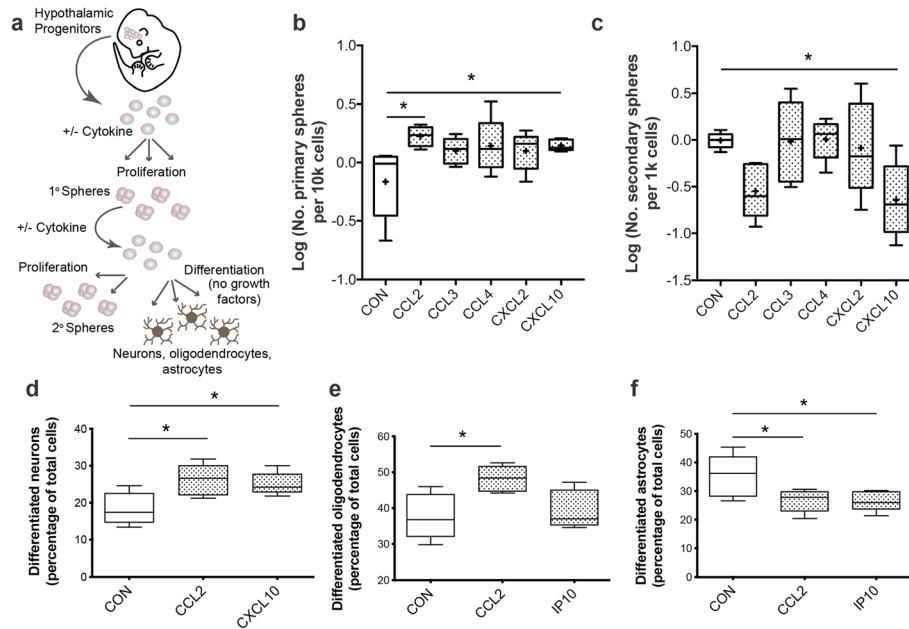 a
Hypothalamic
Progenitors
+/- Cytokine
Proliferation
1o Spheres
+/- Cytokine
Proliferation
Differentiation
(no growth
factors)
2o Spheres
Neurons, oligodendrocytes,
astrocytes
b
Log (No. primary spheres
per 10k cells)
1.0
0.5
0.0
-0.5
-1.0
*
*
CON
CCL2
CCL3
CCL4
CXCL2
CXCL10
c
Log (No. secondary spheres
per 1k cells)
1.0
0.5
0.0
-0.5
-1.0
-1.5
*
CON
CCL2
CCL3
CCL4
CXCL2
CXCL10
d
Differentiated neurons
(percentage of total cells)
40
30
20
10
0
*
*
CON
CCL2
CXCL10
e
Differentiated oligodendrocytes
(percentage of total cells)
60
50
40
30
20
*
CON
CCL2
IP10
f
Differentiated astrocytes
(percentage of total cells)
50
40
30
20
10
0
*
*
CON
CCL2
IP10